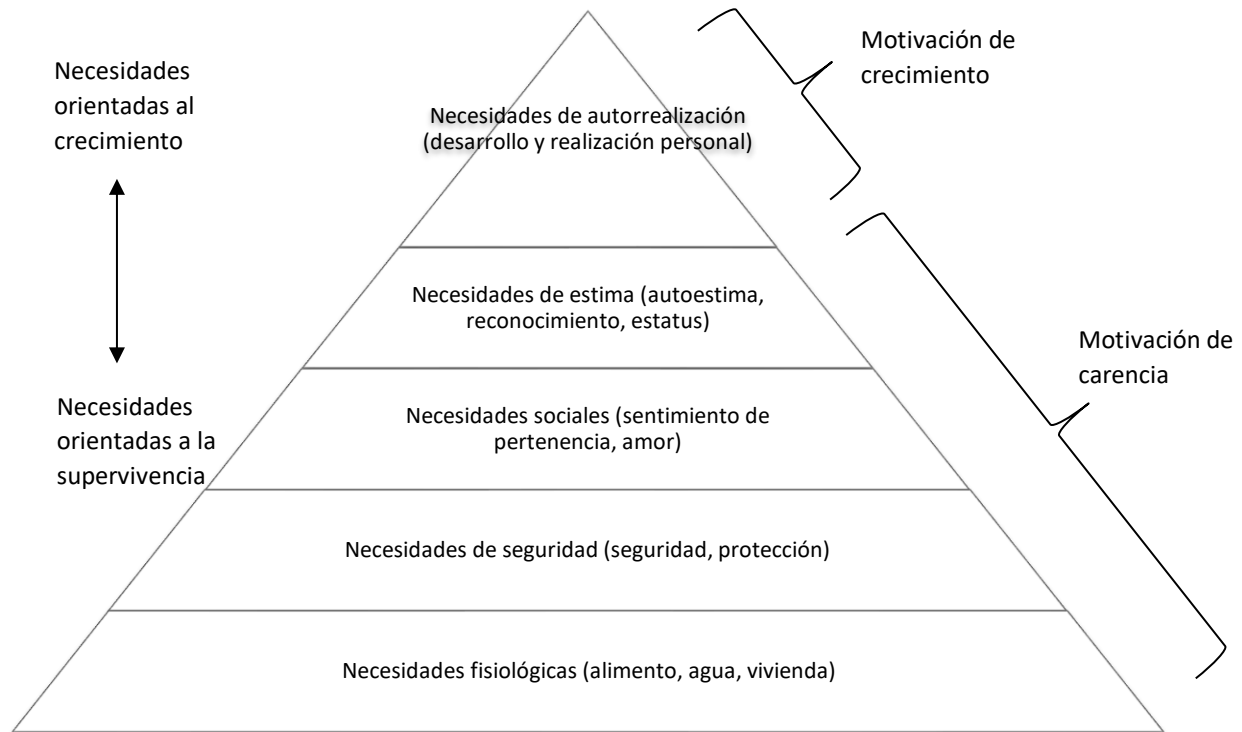 Motivación de
crecimiento
Necesidades
orientadas al
crecimiento
Necesidades de autorrealización
(desarrollo y realización personal)
Necesidades de estima (autoestima,
reconocimiento, estatus)
Motivación de
carencia
Necesidades
orientadas a la
supervivencia
Necesidades sociales (sentimiento de
pertenencia, amor)
Necesidades de seguridad (seguridad, protección)
Necesidades fisiológicas (alimento, agua, vivienda)